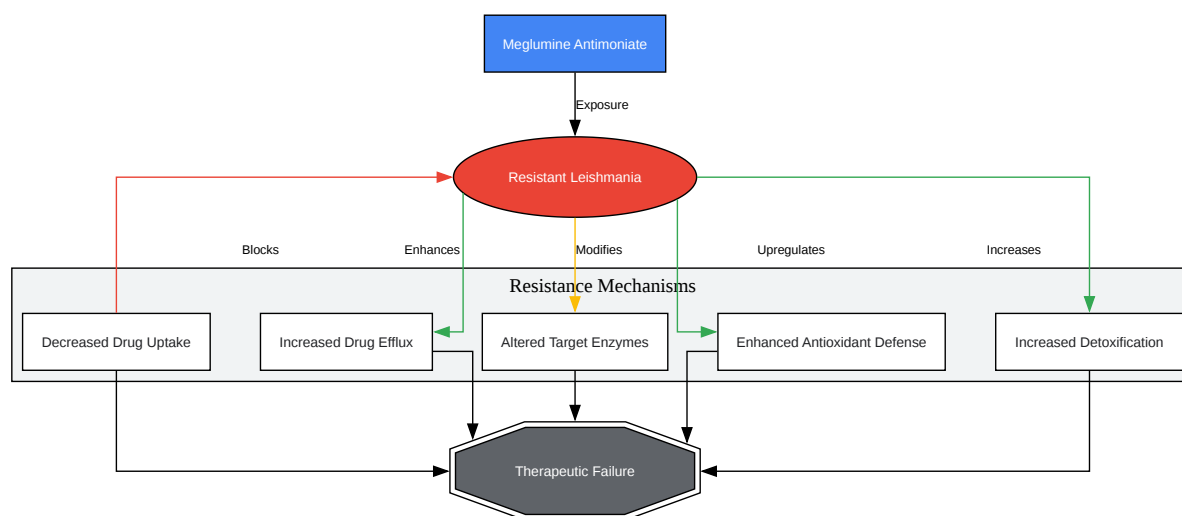 Meglumine Antimoniate
Exposure
Resistant Leishmania
Blocks
Enhances
Modifies
Upregulates
Increases
Resistance Mechanisms
Decreased Drug Uptake
Increased Drug Efflux
Altered Target Enzymes
Enhanced Antioxidant Defense
Increased Detoxification
Therapeutic Failure